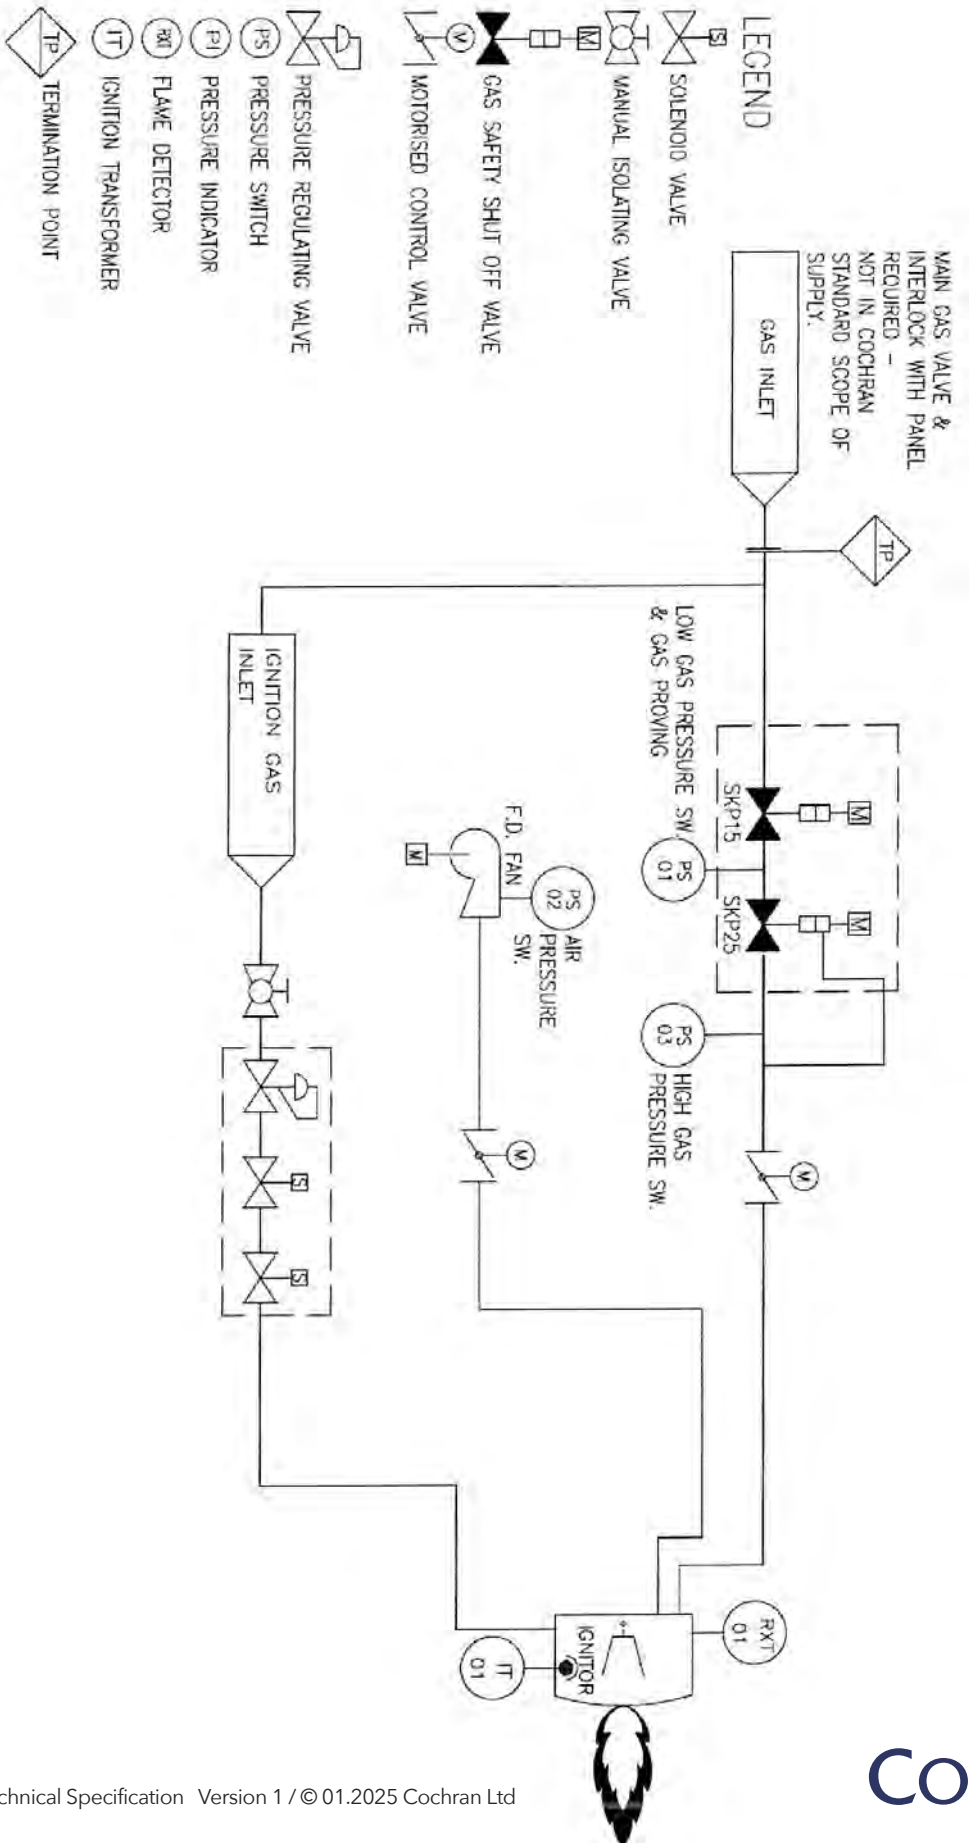 LEGEND
S
SOLENOID VALVE
MANUAL ISOLATING VALVE
M
GAS SAFETY SHUT OFF VALVE
M
MOTORISED CONTROL VALVE
PRESSURE REGULATING VALVE
PS
PRESSURE SWITCH
PI
PRESSURE INDICATOR
RXT
FLAME DETECTOR
IT
IGNITION TRANSFORMER
TP
TERMINATION POINT
MAIN GAS VALVE &
INTERLOCK WITH PANEL
REQUIRED -
NOT IN COCHRAN
STANDARD SCOPE OF
SUPPLY.
GAS INLET
TP
LOW GAS PRESSURE SW.
& GAS PROVING
M
SKP15
PS
01
M
SKP25
PS
03
HIGH GAS
PRESSURE SW.
M
F.D. FAN
M
PS
02
AIR
PRESSURE
SW.
M
IGNITION GAS
INLET
S
S
RXT
01
IGNITOR
IT
01
chnical Specification Version 1 / © 01.2025 Cochran Ltd
Co